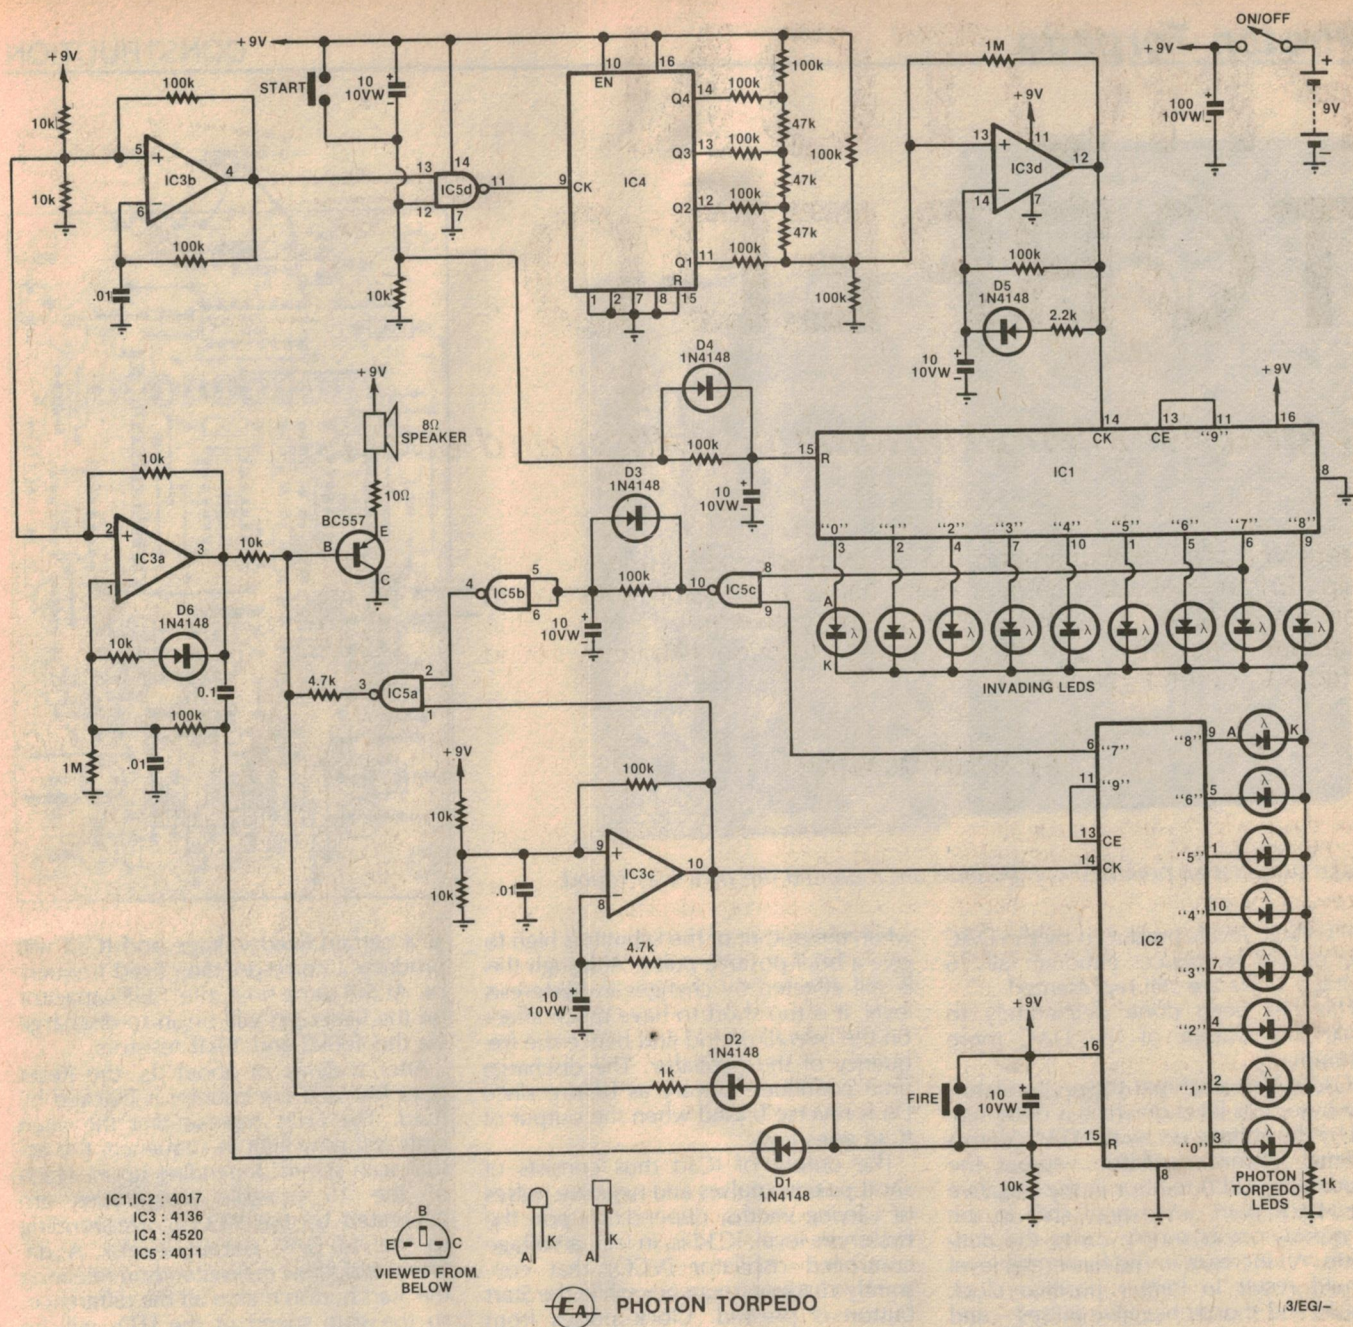 +9V
+9V
ON/OFF
+9V
START
10
10VW
100k
10k
10k
5
6
4
IC3b
100k
.01
13
12
14
7
11
IC5d
10k
10
EN
16
9
CK
IC4
Q4
14
100k
Q3
13
100k
Q2
12
100k
Q1
11
100k
R
1
2
7
8
15
100k
47k
47k
47k
100k
100k
1M
+9V
13
14
11
12
7
IC3d
100k
D5
1N4148
2.2k
10
10VW
100
10VW
9V
+9V
8Ω
SPEAKER
10Ω
BC557
B
E
C
10k
2
1
3
IC3a
10k
D6
1N4148
10k
0.1
100k
1M
.01
D4
1N4148
100k
10
10VW
D3
1N4148
100k
10
10VW
4
IC5b
5
6
10
IC5c
8
9
4.7k
3
IC5a
2
1
+9V
14
CK
13
CE
11
"9"
16
15
R
IC1
8
"0"
"1"
"2"
"3"
"4"
"5"
"6"
"7"
"8"
3
2
4
7
10
1
5
6
9
A
K
λ
λ
λ
λ
λ
λ
λ
λ
λ
INVADING LEDS
+9V
10k
10k
.01
100k
9
8
10
IC3c
4.7k
10
10VW
6
"7"
11
"9"
13
CE
14
CK
IC2
16
15
R
8
"8"
9
A
K
λ
"6"
5
λ
"5"
1
λ
"4"
10
λ
"3"
7
λ
"2"
4
λ
"1"
2
λ
"0"
3
λ
PHOTON
TORPEDO
LEDS
1k
+9V
FIRE
10
10VW
10k
D2
1N4148
1k
D1
1N4148
IC1,IC2 : 4017
IC3 : 4136
IC4 : 4520
IC5 : 4011
B
E
C
VIEWED FROM
BELOW
A
K
A
K
EA
PHOTON TORPEDO
3/EG/–